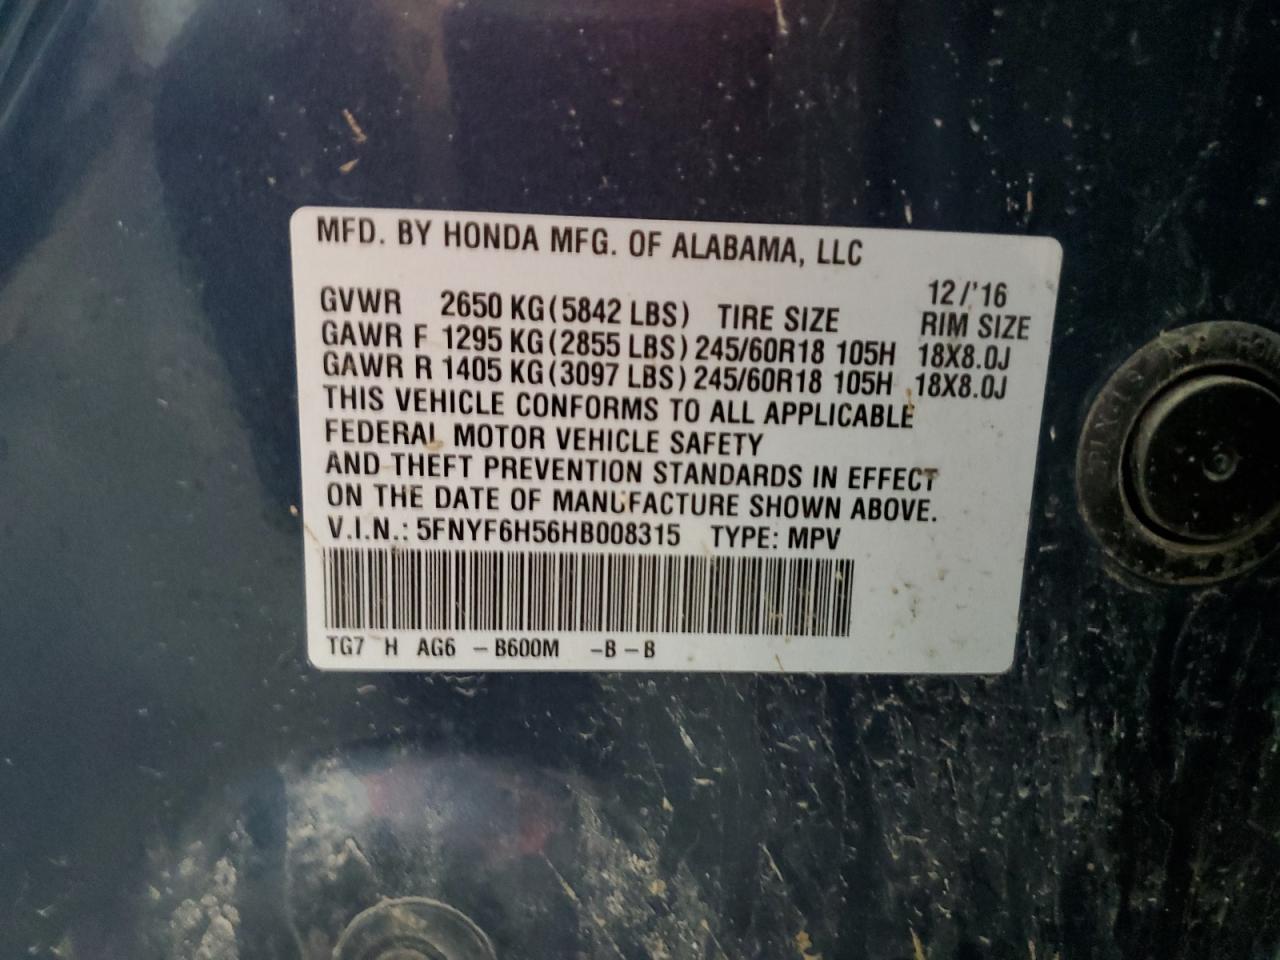 MFD. BY HONDA MFG. OF ALABAMA, LLC
12/'16
GVWR 2650 KG(5842 LBS) TIRE SIZE RIM SIZE
GAWR F 1295 KG(2855 LBS) 245/60R18 105H 18X8.0J
GAWR R 1405 KG(3097 LBS) 245/60R18 105H 18X8.0J
THIS VEHICLE CONFORMS TO ALL APPLICABLE
FEDERAL MOTOR VEHICLE SAFETY
AND THEFT PREVENTION STANDARDS IN EFFECT
ON THE DATE OF MANUFACTURE SHOWN ABOVE.
V.I.N.: 5FNYF6H56HB008315 TYPE: MPV
TG7 H AG6 -B600M -B-B